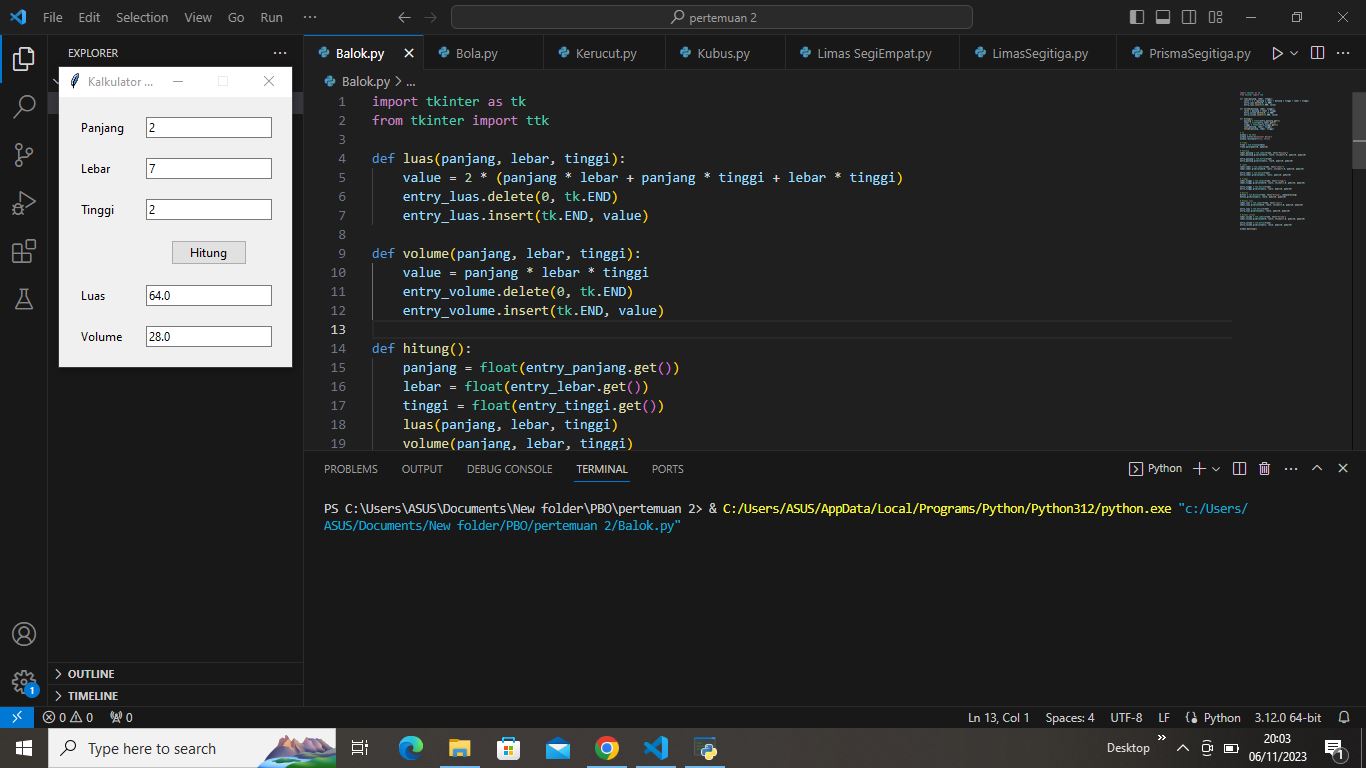 File Edit Selection View Go Run ···
pertemuan 2
EXPLORER ···
Kalkulator ...
Panjang 2
Lebar 7
Tinggi 2
Hitung
Luas 64.0
Volume 28.0
OUTLINE
TIMELINE
Balok.py Bola.py Kerucut.py Kubus.py Limas SegiEmpat.py LimasSegitiga.py PrismaSegitiga.py ···
Balok.py > ...
1 import tkinter as tk
2 from tkinter import ttk
3
4 def luas(panjang, lebar, tinggi):
5 value = 2 * (panjang * lebar + panjang * tinggi + lebar * tinggi)
6 entry_luas.delete(0, tk.END)
7 entry_luas.insert(tk.END, value)
8
9 def volume(panjang, lebar, tinggi):
10 value = panjang * lebar * tinggi
11 entry_volume.delete(0, tk.END)
12 entry_volume.insert(tk.END, value)
13
14 def hitung():
15 panjang = float(entry_panjang.get())
16 lebar = float(entry_lebar.get())
17 tinggi = float(entry_tinggi.get())
18 luas(panjang, lebar, tinggi)
19 volume(panjang, lebar, tinggi)
PROBLEMS OUTPUT DEBUG CONSOLE TERMINAL PORTS Python ···
PS C:\Users\ASUS\Documents\New folder\PBO\pertemuan 2> & C:/Users/ASUS/AppData/Local/Programs/Python/Python312/python.exe "c:/Users/
ASUS/Documents/New folder/PBO/pertemuan 2/Balok.py"
1
0 0 0 Ln 13, Col 1 Spaces: 4 UTF-8 LF Python 3.12.0 64-bit
Type here to search Desktop 20:03
06/11/2023 1